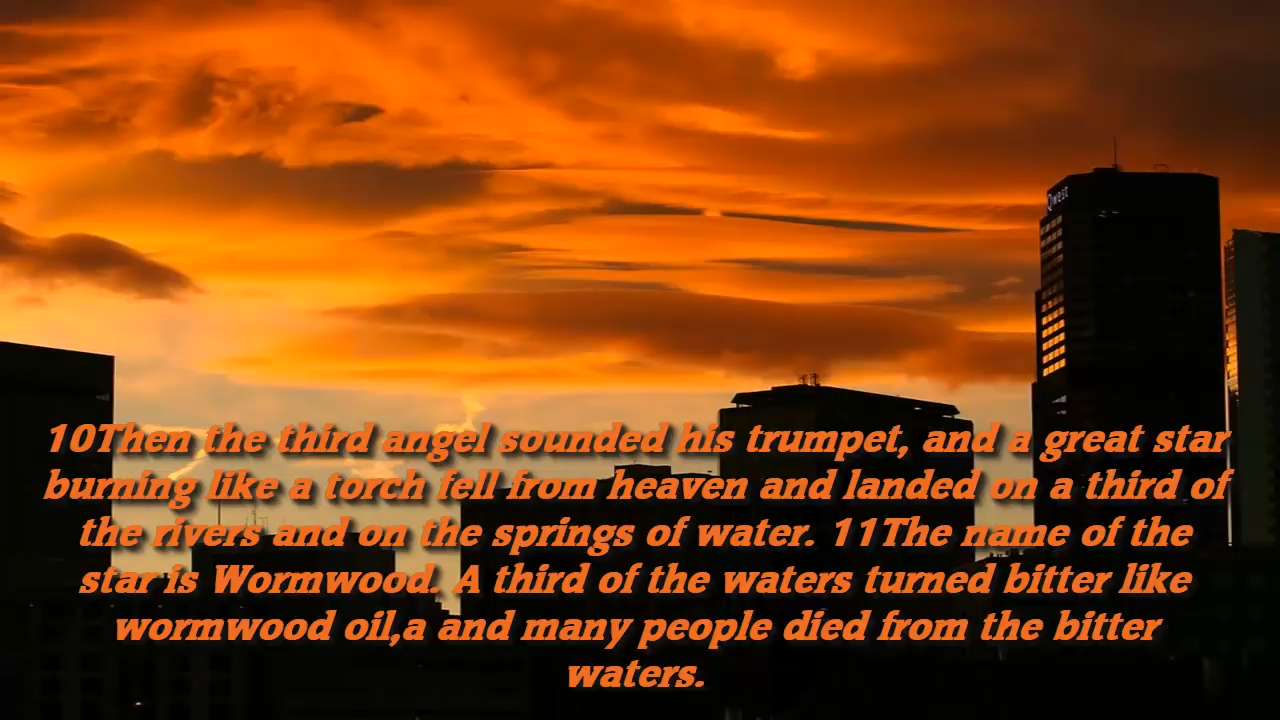 Qwest
10Then the third angel sounded his trumpet, and a great star
burning like a torch fell from heaven and landed on a third of
the rivers and on the springs of water. 11The name of the
star is Wormwood. A third of the waters turned bitter like
wormwood oil,a and many people died from the bitter
waters.